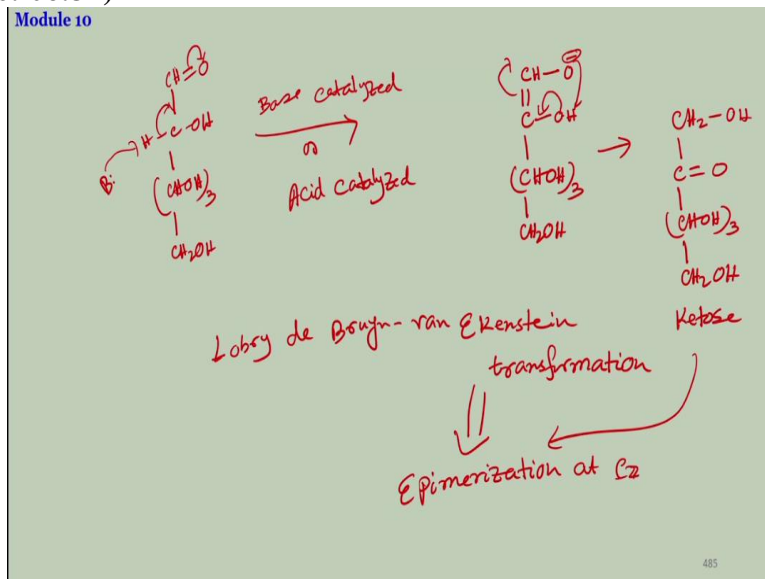 Module 10
CH=O
H-C-OH
B:
(CHOH)3
CH2OH
Base catalyzed
or
Acid catalyzed
CH-O⊖
C-OH
(CHOH)3
CH2OH
CH2-OH
C=O
(CHOH)3
CH2OH
Ketose
Lobry de Bruyn-van Ekenstein
transformation
Epimerization at C2
485